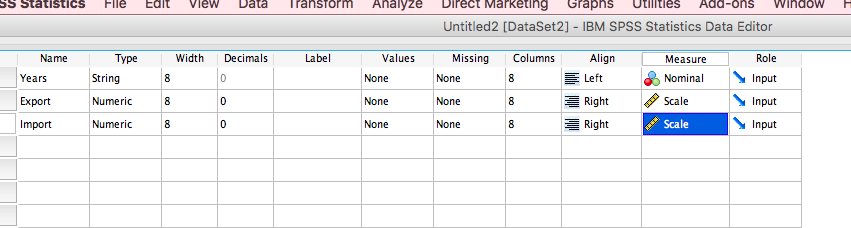 SS Statistics File Edit View Data Transform Analyze Direct Marketing Graphs Utilities Add-ons Window
Untitled2 [DataSet2] - IBM SPSS Statistics Data Editor
Name Type Width Decimals Label Values Missing Columns Align Measure Role
Years String 8 0 None None 8 Left Nominal Input
Export Numeric 8 0 None None 8 Right Scale Input
Import Numeric 8 0 None None 8 Right Scale Input